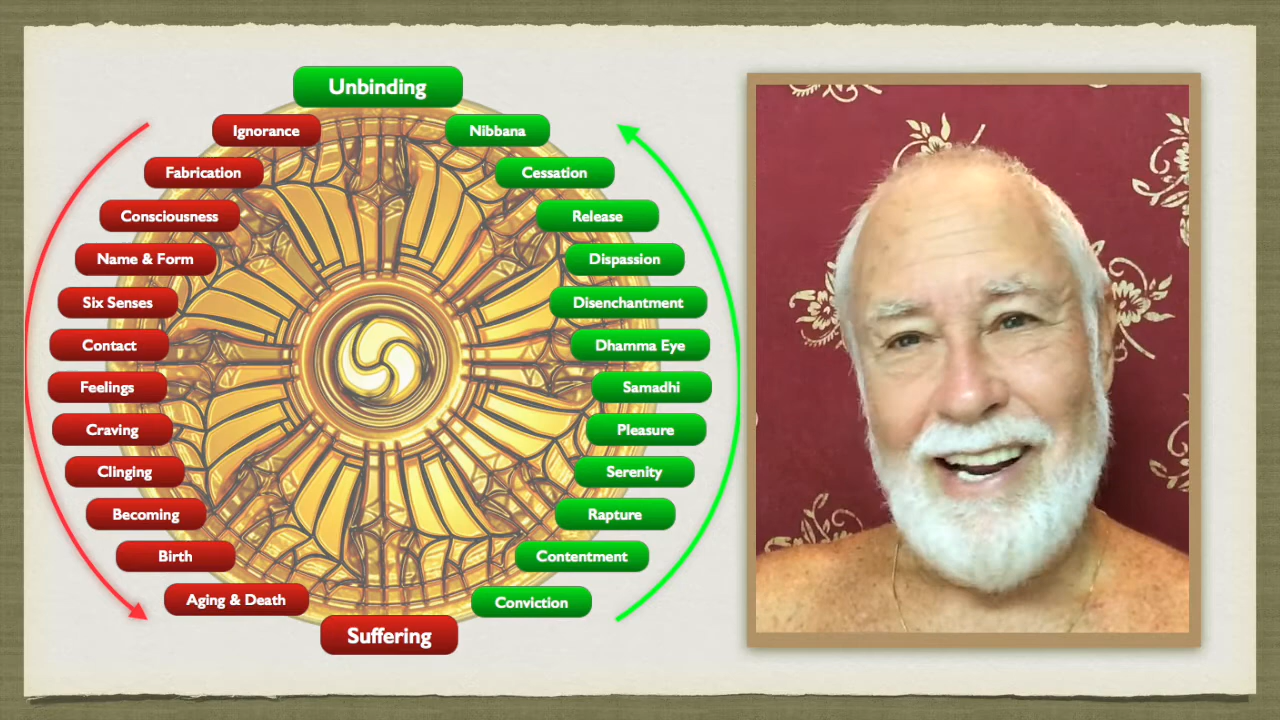 Unbinding
Ignorance
Fabrication
Consciousness
Name & Form
Six Senses
Contact
Feelings
Craving
Clinging
Becoming
Birth
Aging & Death
Suffering
Nibbana
Cessation
Release
Dispassion
Disenchantment
Dhamma Eye
Samadhi
Pleasure
Serenity
Rapture
Contentment
Conviction